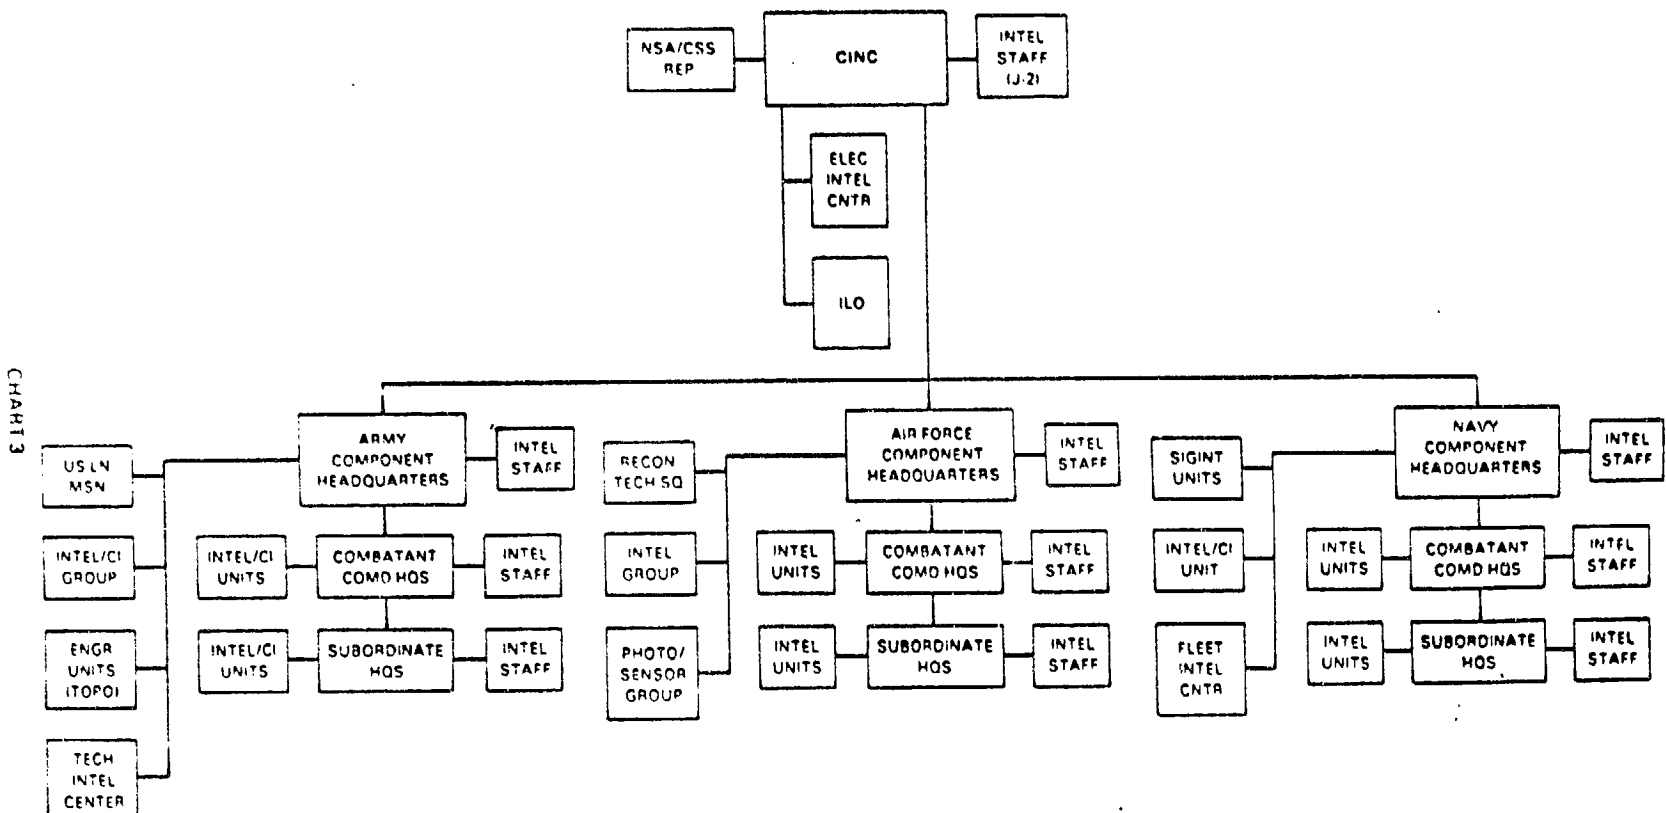 NSA/CSS
REP
CINC
INTEL
STAFF
(J-2)
ELEC
INTEL
CNTR
ILO
CHART 3
ARMY
COMPONENT
HEADQUARTERS
INTEL
STAFF
US LN
MSN
INTEL/CI
GROUP
ENGR
UNITS
(TOPO)
TECH
INTEL
CENTER
INTEL/CI
UNITS
COMBATANT
COMD HQS
INTEL
STAFF
INTEL/CI
UNITS
SUBORDINATE
HQS
INTEL
STAFF
AIR FORCE
COMPONENT
HEADQUARTERS
INTEL
STAFF
RECON
TECH SQ
INTEL
GROUP
PHOTO/
SENSOR
GROUP
INTEL
UNITS
COMBATANT
COMD HQS
INTEL
STAFF
INTEL
UNITS
SUBORDINATE
HQS
INTEL
STAFF
NAVY
COMPONENT
HEADQUARTERS
INTEL
STAFF
SIGINT
UNITS
INTEL/CI
UNIT
FLEET
INTEL
CNTR
INTEL
UNITS
COMBATANT
COMD HQS
INTEL
STAFF
INTEL
UNITS
SUBORDINATE
HQS
INTEL
STAFF